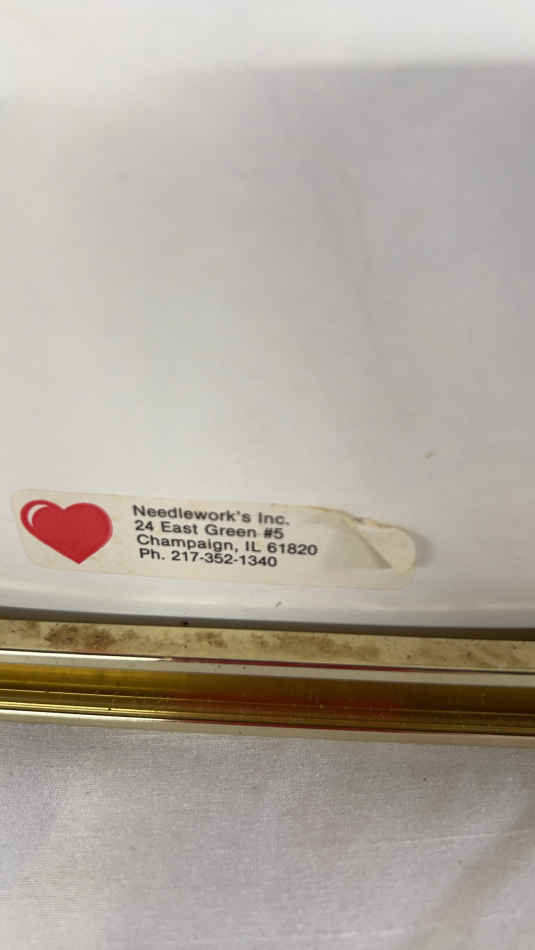 Needlework's Inc.
24 East Green #5
Champaign, IL 61820
Ph. 217-352-1340